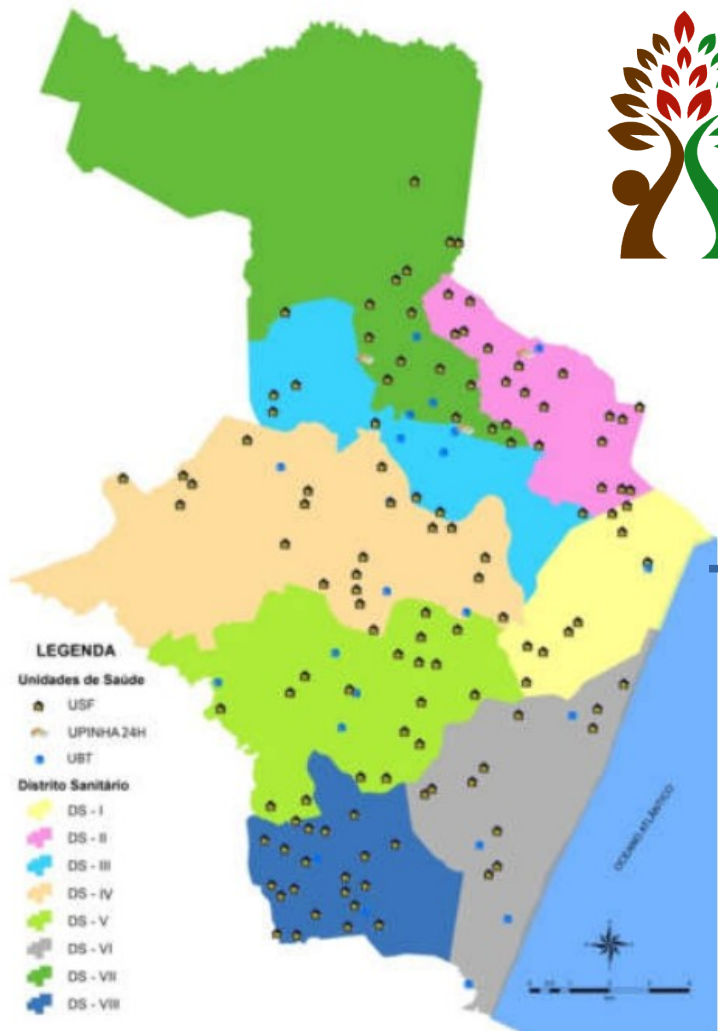 LEGENDA
Unidades de Saúde
USF
UPINHA 24H
UBT
Distrito Sanitário
DS - I
DS - II
DS - III
DS - IV
DS - V
DS - VI
DS - VII
DS - VIII
OCEANO ATLÂNTICO